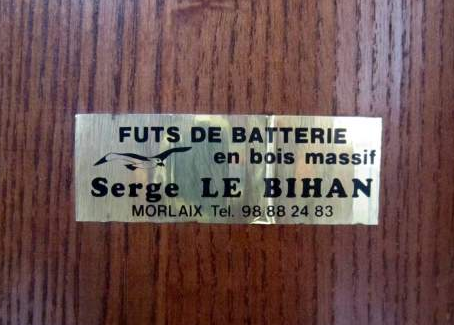 FUTS DE BATTERIE
en bois massif
Serge LE BIHAN
MORLAIX Tel. 98 88 24 83